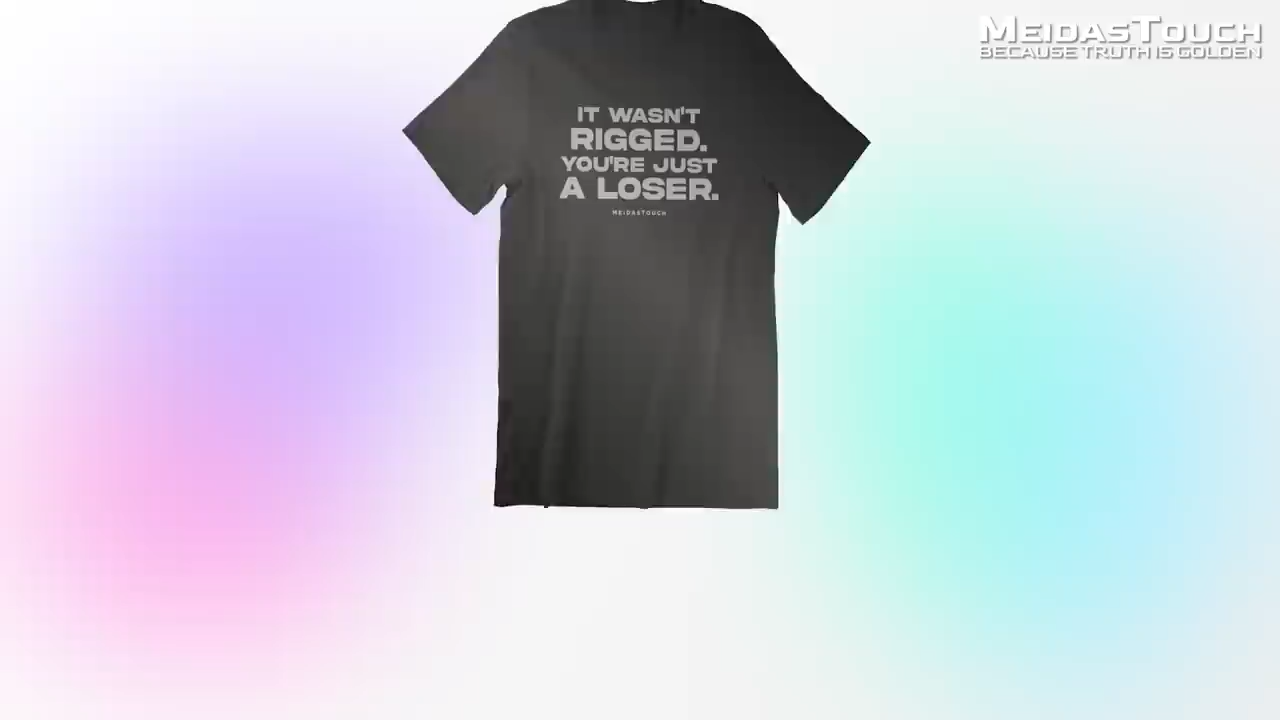 MEIDASTOUCH
BECAUSE TRUTH IS GOLDEN
IT WASN'T
RIGGED.
YOU'RE JUST
A LOSER.
MEIDASTOUCH